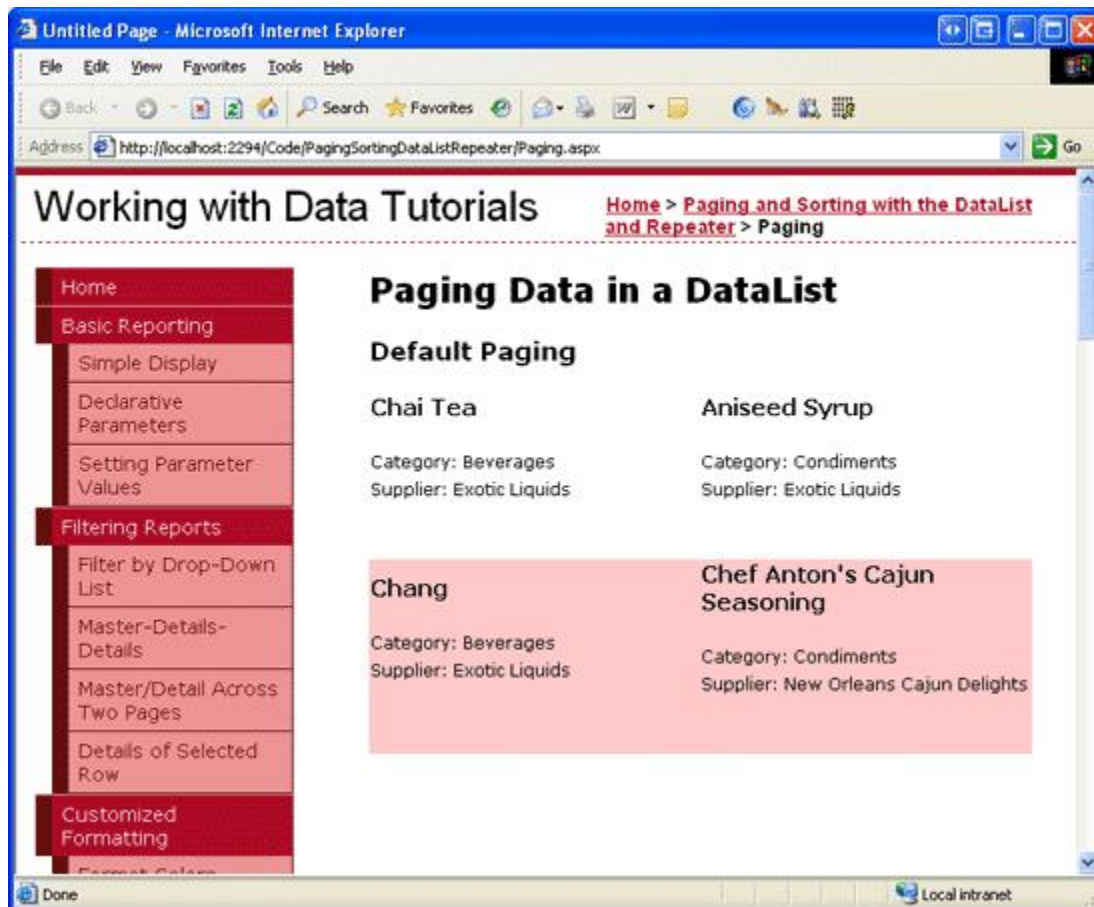 Untitled Page - Microsoft Internet Explorer
File Edit View Favorites Tools Help
Back Search Favorites
Address http://localhost:2294/Code/PagingSortingDataListRepeater/Paging.aspx Go
Working with Data Tutorials
Home > Paging and Sorting with the DataList
and Repeater > Paging
Home
Basic Reporting
Simple Display
Declarative
Parameters
Setting Parameter
Values
Filtering Reports
Filter by Drop-Down
List
Master-Details-
Details
Master/Detail Across
Two Pages
Details of Selected
Row
Customized
Formatting
Format Colors
Paging Data in a DataList
Default Paging
Chai Tea
Category: Beverages
Supplier: Exotic Liquids
Aniseed Syrup
Category: Condiments
Supplier: Exotic Liquids
Chang
Category: Beverages
Supplier: Exotic Liquids
Chef Anton's Cajun
Seasoning
Category: Condiments
Supplier: New Orleans Cajun Delights
Done
Local intranet